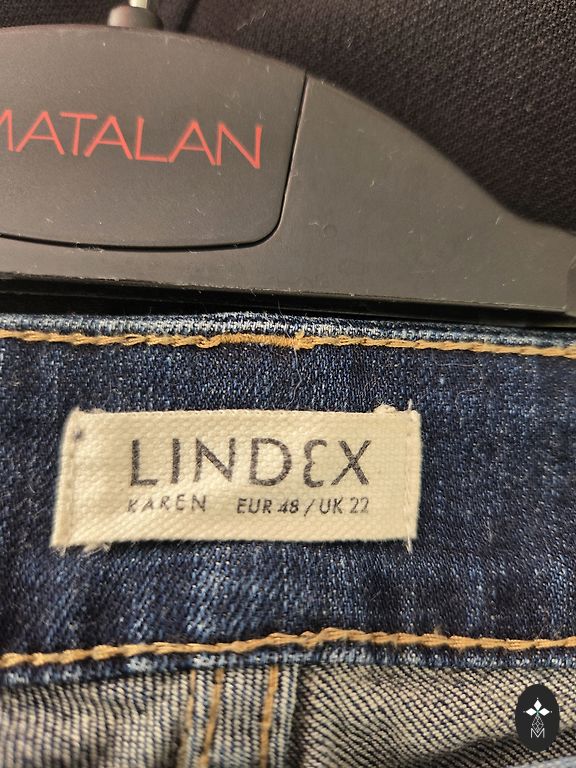 MATALAN
LINDEX
KAREN EUR 48 / UK 22
M